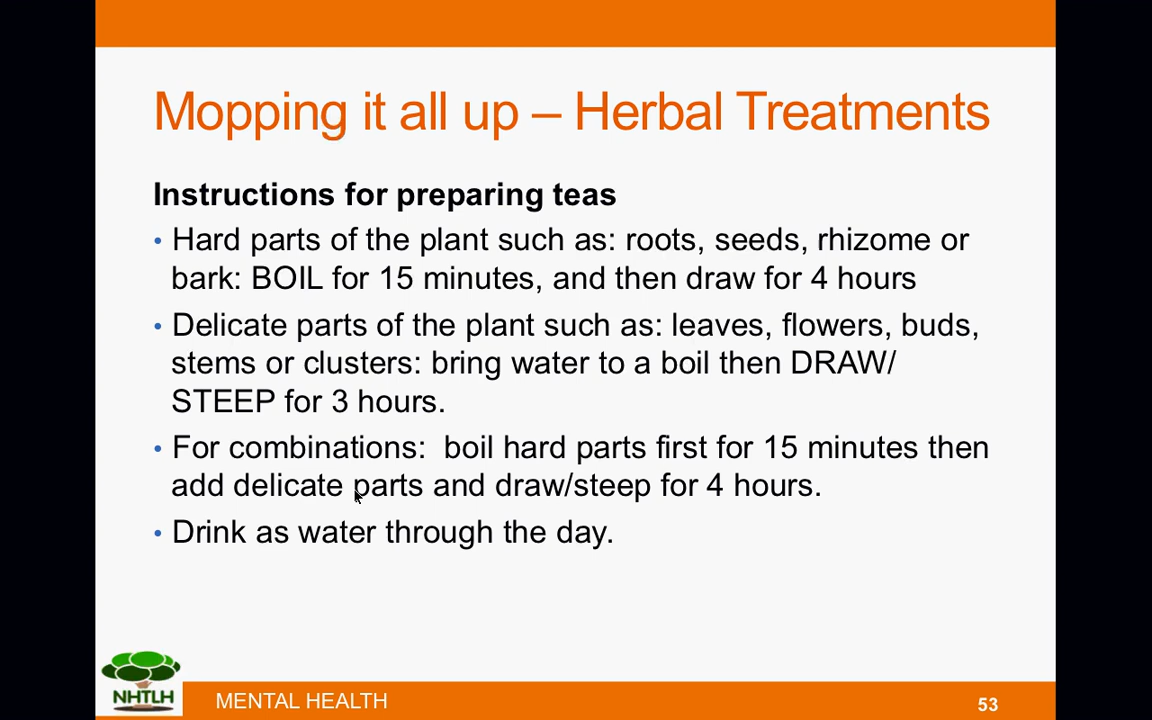 Mopping it all up – Herbal Treatments
Instructions for preparing teas
• Hard parts of the plant such as: roots, seeds, rhizome or
bark: BOIL for 15 minutes, and then draw for 4 hours
• Delicate parts of the plant such as: leaves, flowers, buds,
stems or clusters: bring water to a boil then DRAW/
STEEP for 3 hours.
• For combinations:  boil hard parts first for 15 minutes then
add delicate parts and draw/steep for 4 hours.
• Drink as water through the day.
NHTLH
MENTAL HEALTH
53